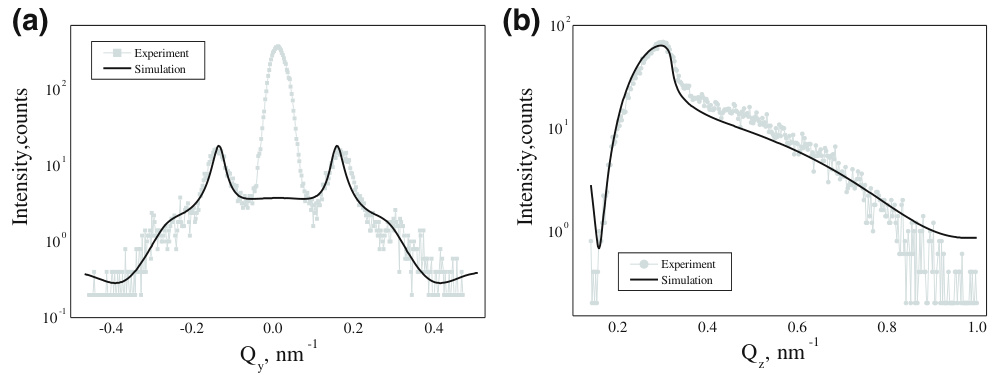 (a)
Experiment
Simulation
10^2
10^1
10^0
10^-1
Intensity,counts
-0.4 -0.2 0.0 0.2 0.4
Q_y, nm^-1
(b)
10^2
10^1
10^0
Intensity,counts
Experiment
Simulation
0.2 0.4 0.6 0.8 1.0
Q_z, nm^-1